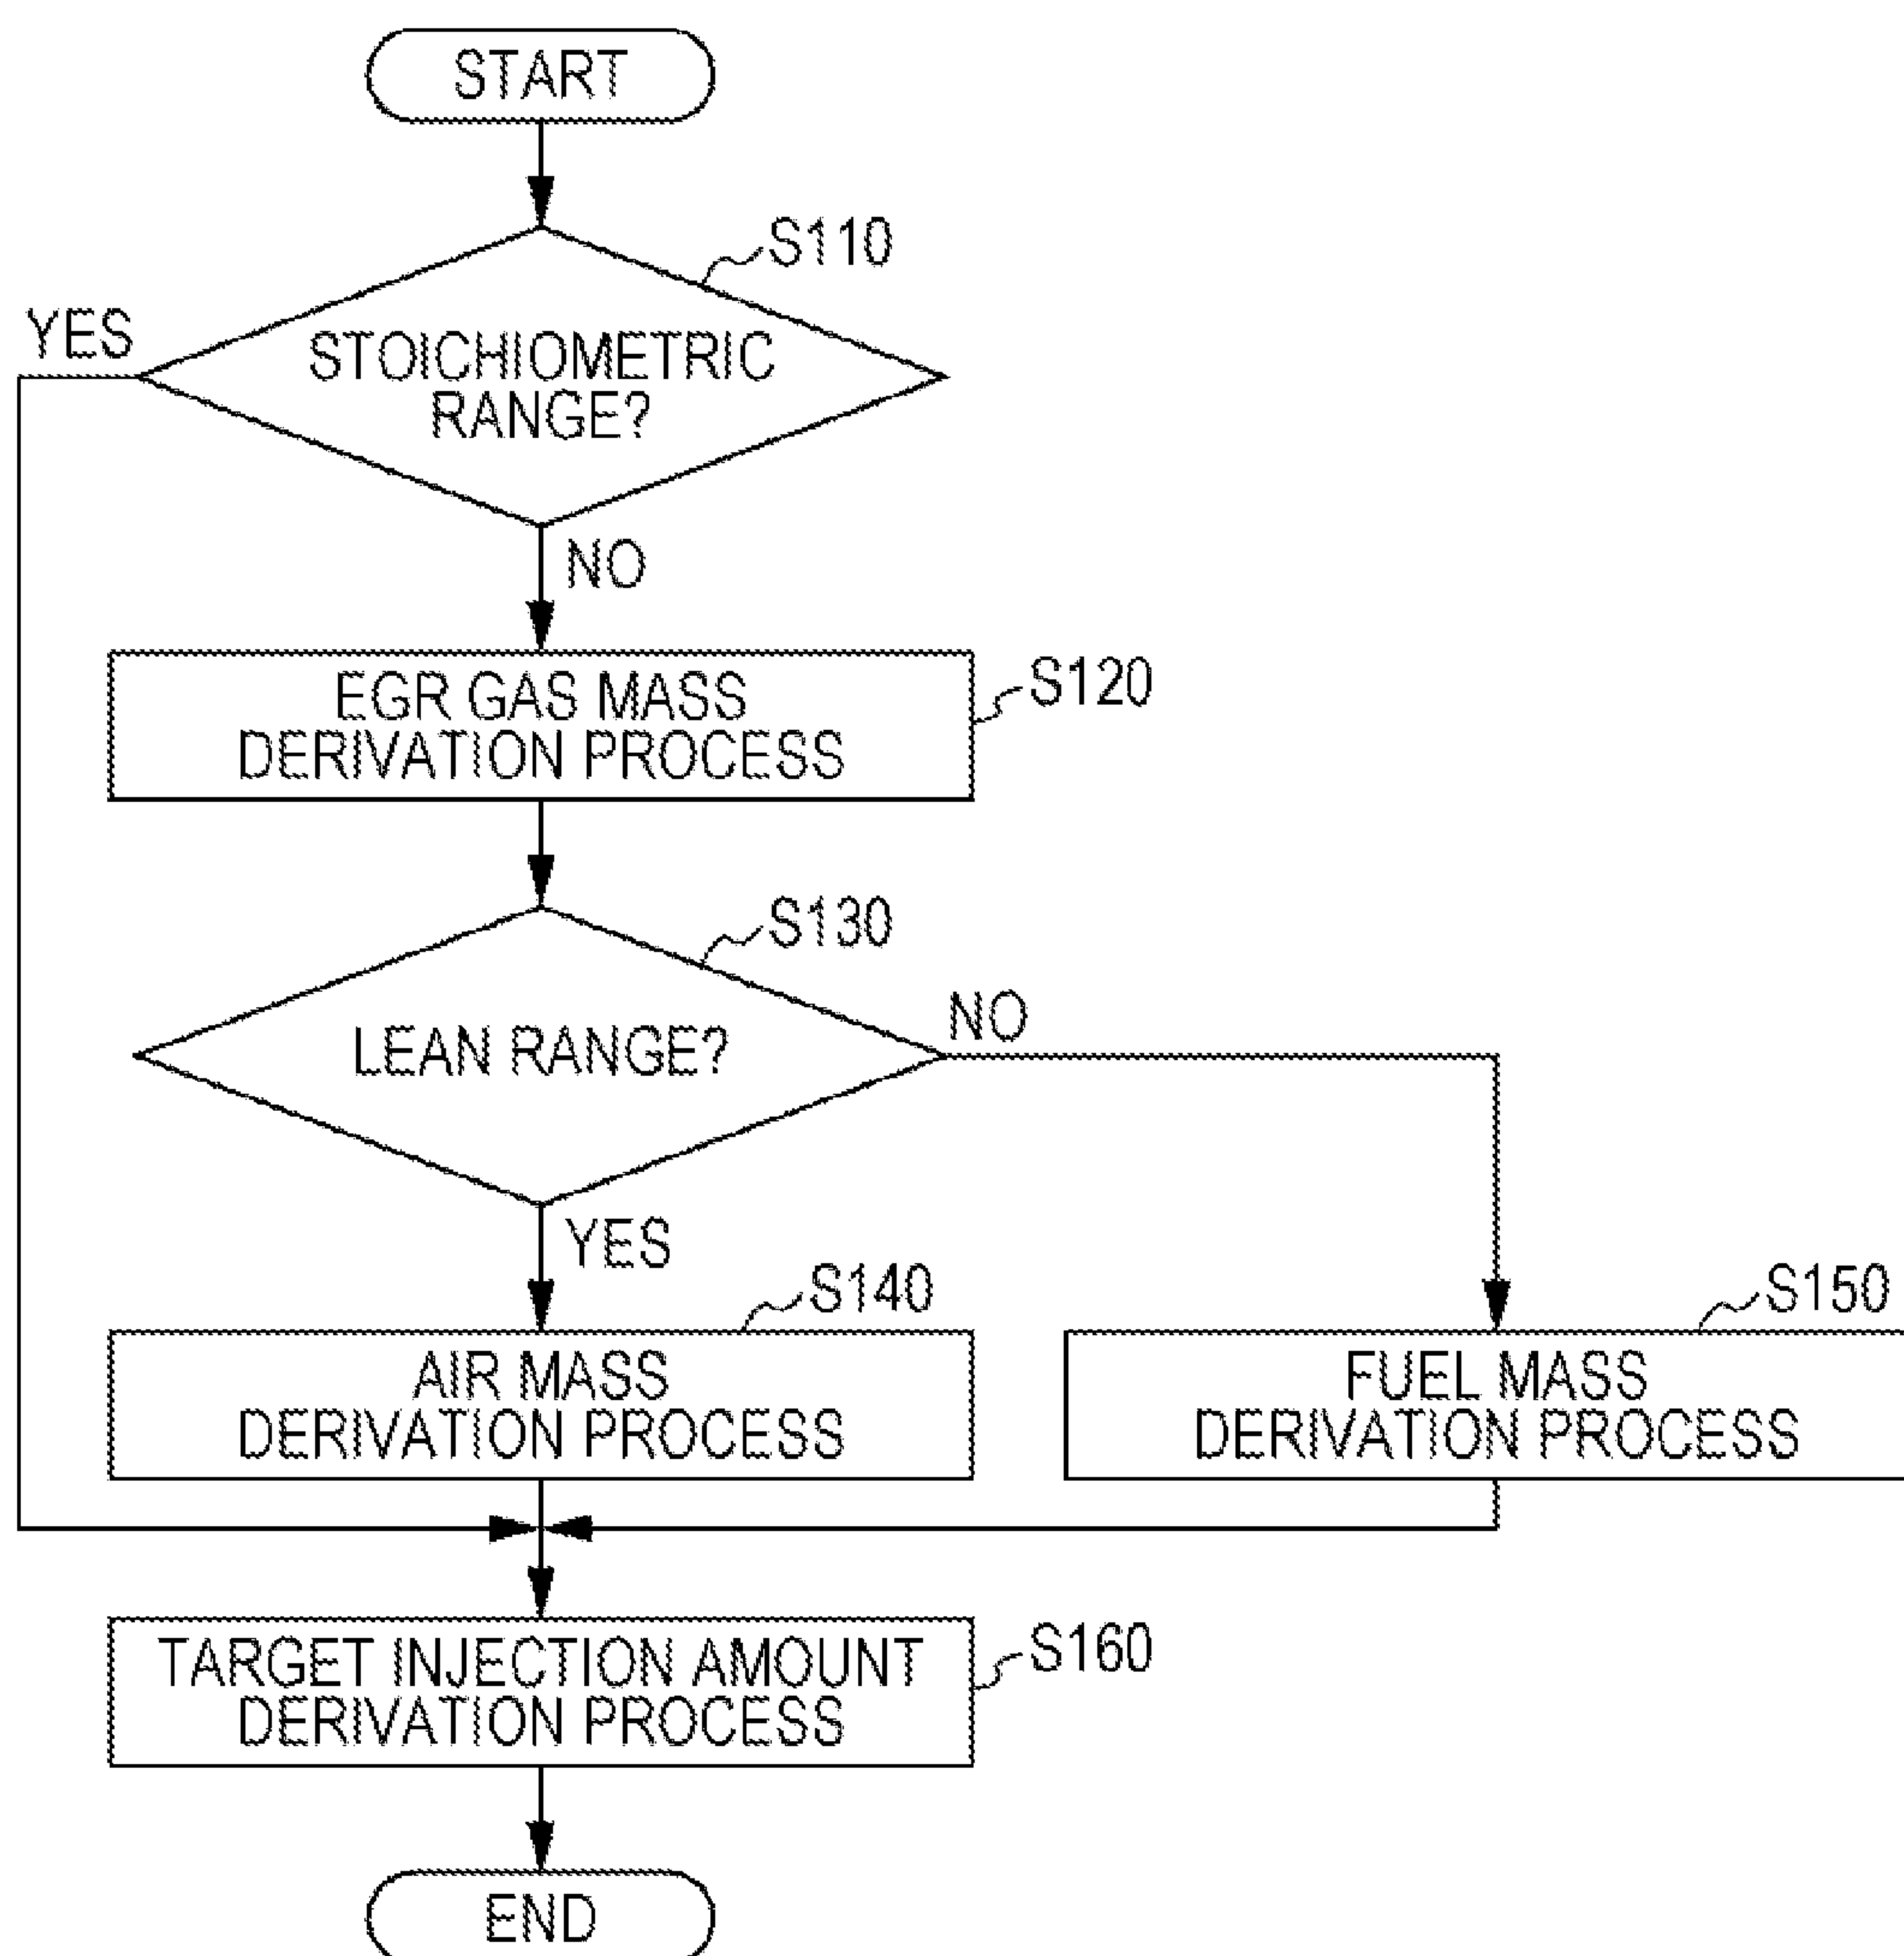 START
S110
YES
STOICHIOMETRIC
RANGE?
NO
EGR GAS MASS
DERIVATION PROCESS
S120
S130
NO
LEAN RANGE?
YES
S140
S150
AIR MASS
DERIVATION PROCESS
FUEL MASS
DERIVATION PROCESS
TARGET INJECTION AMOUNT
DERIVATION PROCESS
S160
END